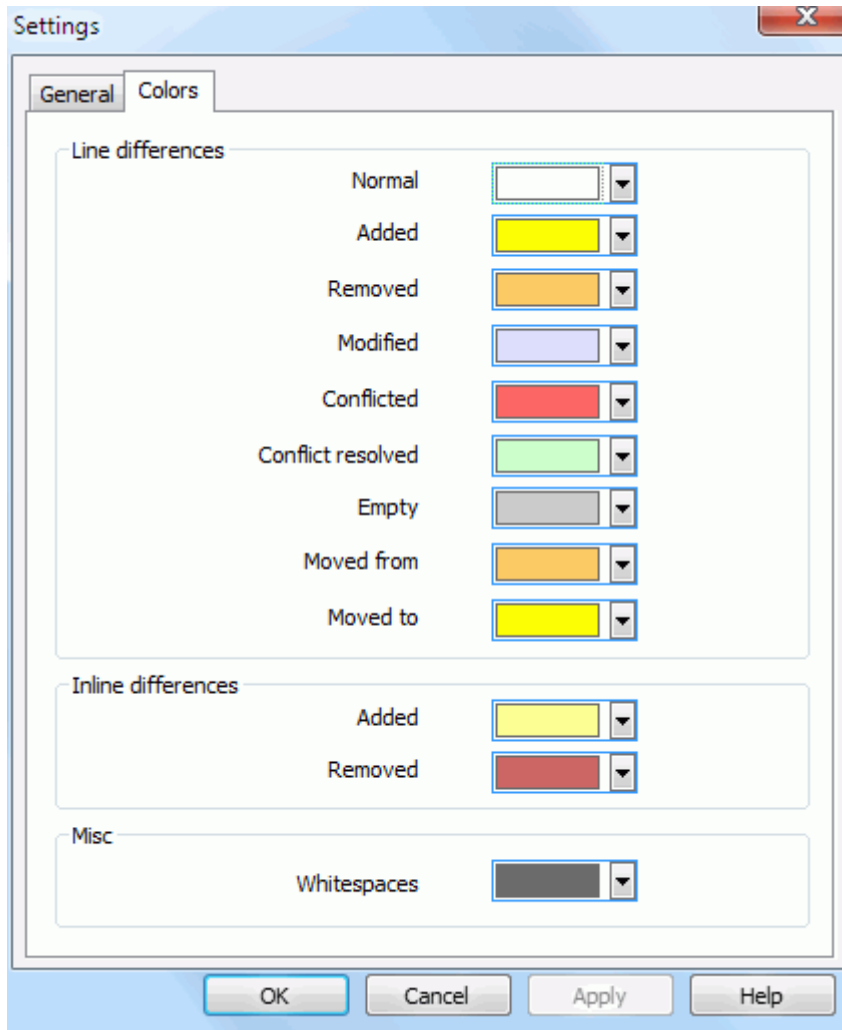 Settings
General Colors
Line differences
Normal
Added
Removed
Modified
Conflicted
Conflict resolved
Empty
Moved from
Moved to
Inline differences
Added
Removed
Misc
Whitespaces
OK Cancel Apply Help